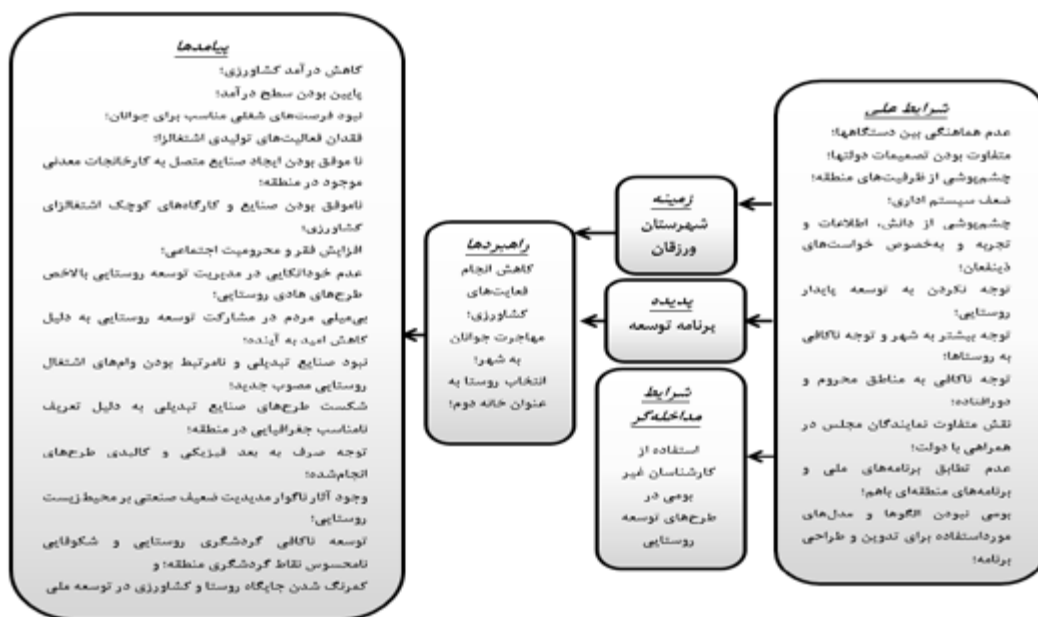 شرایط علی
عدم هماهنگی بین دستگاهها؛
متفاوت بودن تصمیمات دولتها؛
چشم‌پوشی از ظرفیت‌های منطقه؛
ضعف سیستم اداری؛
چشم‌پوشی از دانش، اطلاعات و
تجربه و به‌خصوص خواست‌های
ذینفعان؛
توجه نکردن به توسعه پایدار
روستایی؛
توجه بیشتر به شهر و توجه ناکافی
به روستاها؛
توجه ناکافی به مناطق محروم و
دورافتاده؛
نقش متفاوت نمایندگان مجلس در
همراهی با دولت؛
عدم تطابق برنامه‌های ملی و
برنامه‌های منطقه‌ای باهم؛
بومی نبودن الگوها و مدل‌های
مورداستفاده برای تدوین و طراحی
برنامه؛
زمینه
شهرستان
ورزقان
پدیده
برنامه توسعه
شرایط
مداخله‌گر
استفاده از
کارشناسان غیر
بومی در
طرح‌های توسعه
روستایی
راهبردها
کاهش انجام
فعایت‌های
کشاورزی؛
مهاجرت جوانان
به شهر؛
انتخاب روستا به
عنوان خانه دوم؛
پیامدها
کاهش درآمد کشاورزی؛
پایین بودن سطح درآمد؛
نبود فرصت‌های شغلی مناسب برای جوانان؛
فقدان فعالیت‌های تولیدی اشتغالزا؛
نا موفق بودن ایجاد صنایع متصل به کارخانجات معدنی
موجود در منطقه؛
ناموفق بودن صنایع و کارگاه‌های کوچک اشتغالزای
کشاورزی؛
افزایش فقر و محرومیت اجتماعی؛
عدم خوداتکایی در مدیریت توسعه روستایی بالاخص
طرح‌های هادی روستایی؛
بی‌میلی مردم در مشارکت توسعه روستایی به دلیل
کاهش امید به آینده؛
نبود صنایع تبدیلی و نامرتبط بودن وام‌های اشتغال
روستایی مصوب جدید؛
شکست طرح‌های صنایع تبدیلی به دلیل تعریف
نامناسب جغرافیایی در منطقه؛
توجه صرف به بعد فیزیکی و کالبدی طرح‌های
انجام‌شده؛
وجود آثار ناگوار مدیدیت ضعیف صنعتی بر محیط‌زیست
روستایی؛
توسعه ناکافی گردشگری روستایی و شکوفایی
نامحسوس نقاط گردشگری منطقه؛ و
کمرنگ شدن جایگاه روستا و کشاورزی در توسعه ملی